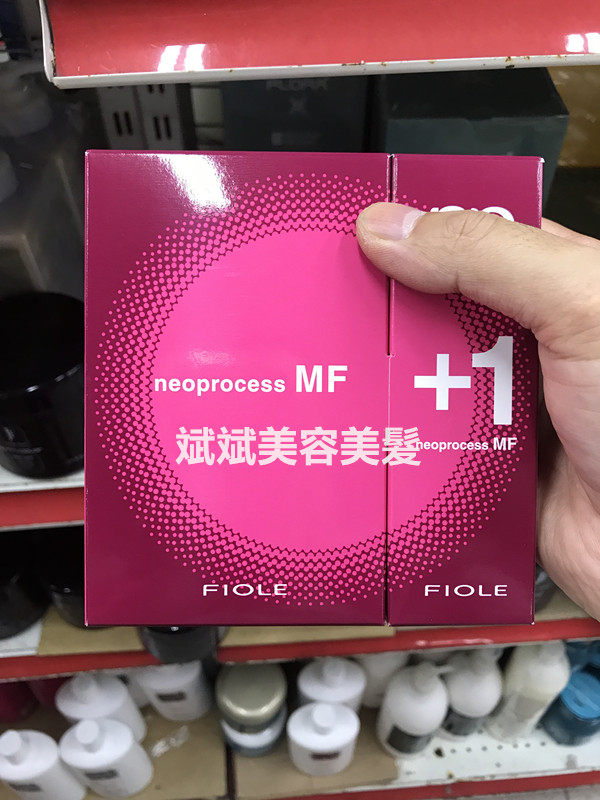 neoprocess MF
+1
neoprocess MF
斌斌美容美髮
FIOLE
FIOLE